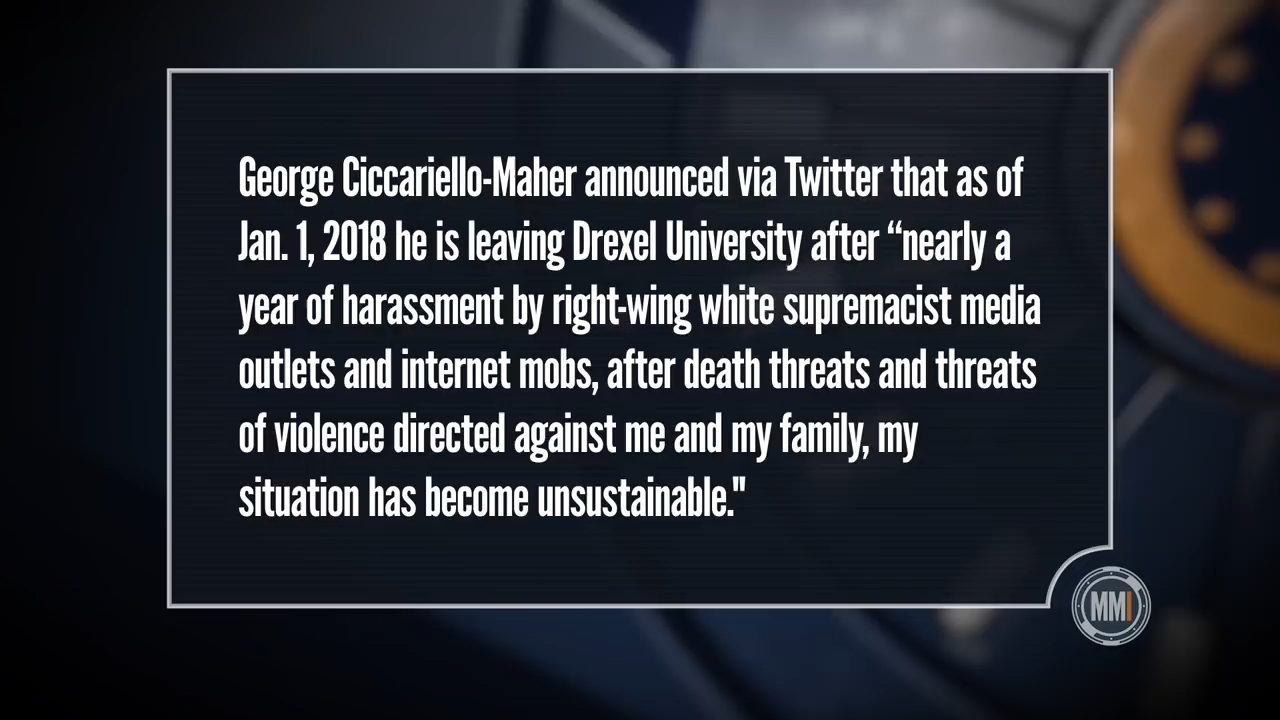 George Ciccariello-Maher announced via Twitter that as of
Jan. 1, 2018 he is leaving Drexel University after “nearly a
year of harassment by right-wing white supremacist media
outlets and internet mobs, after death threats and threats
of violence directed against me and my family, my
situation has become unsustainable."
MMI